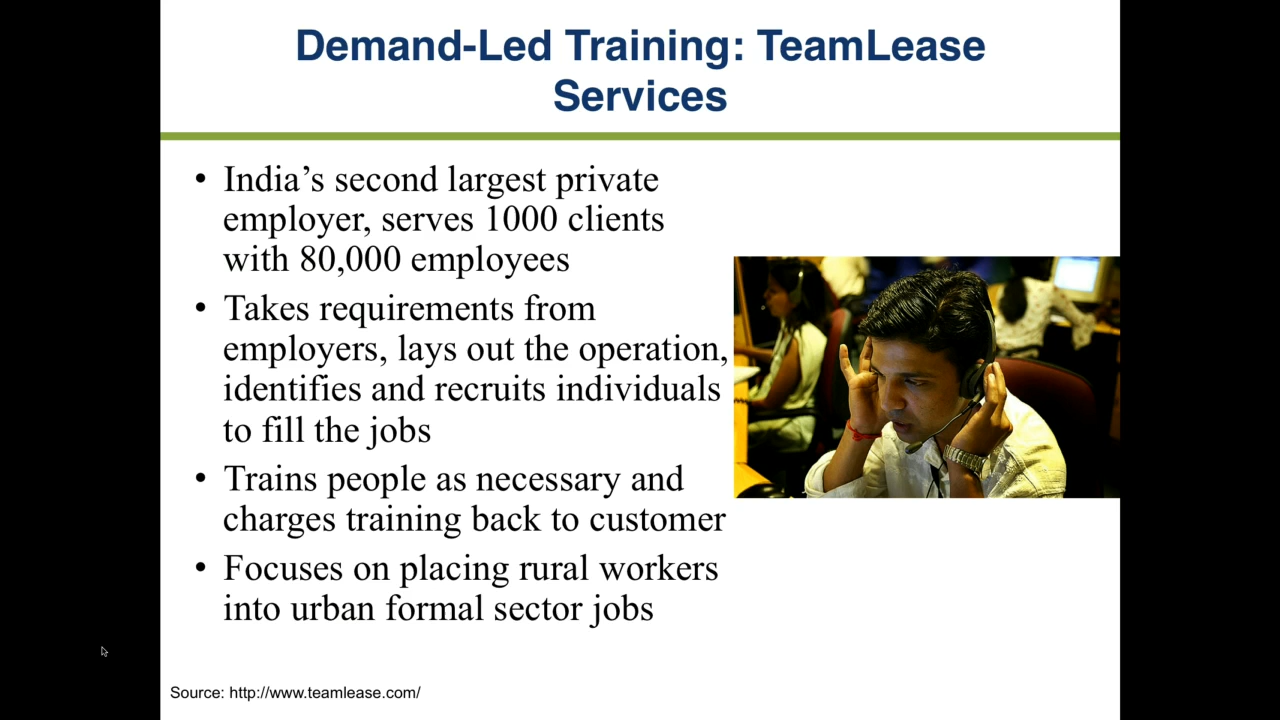 Demand-Led Training: TeamLease
Services
• India’s second largest private
employer, serves 1000 clients
with 80,000 employees
• Takes requirements from
employers, lays out the operation,
identifies and recruits individuals
to fill the jobs
• Trains people as necessary and
charges training back to customer
• Focuses on placing rural workers
into urban formal sector jobs
Source: http://www.teamlease.com/